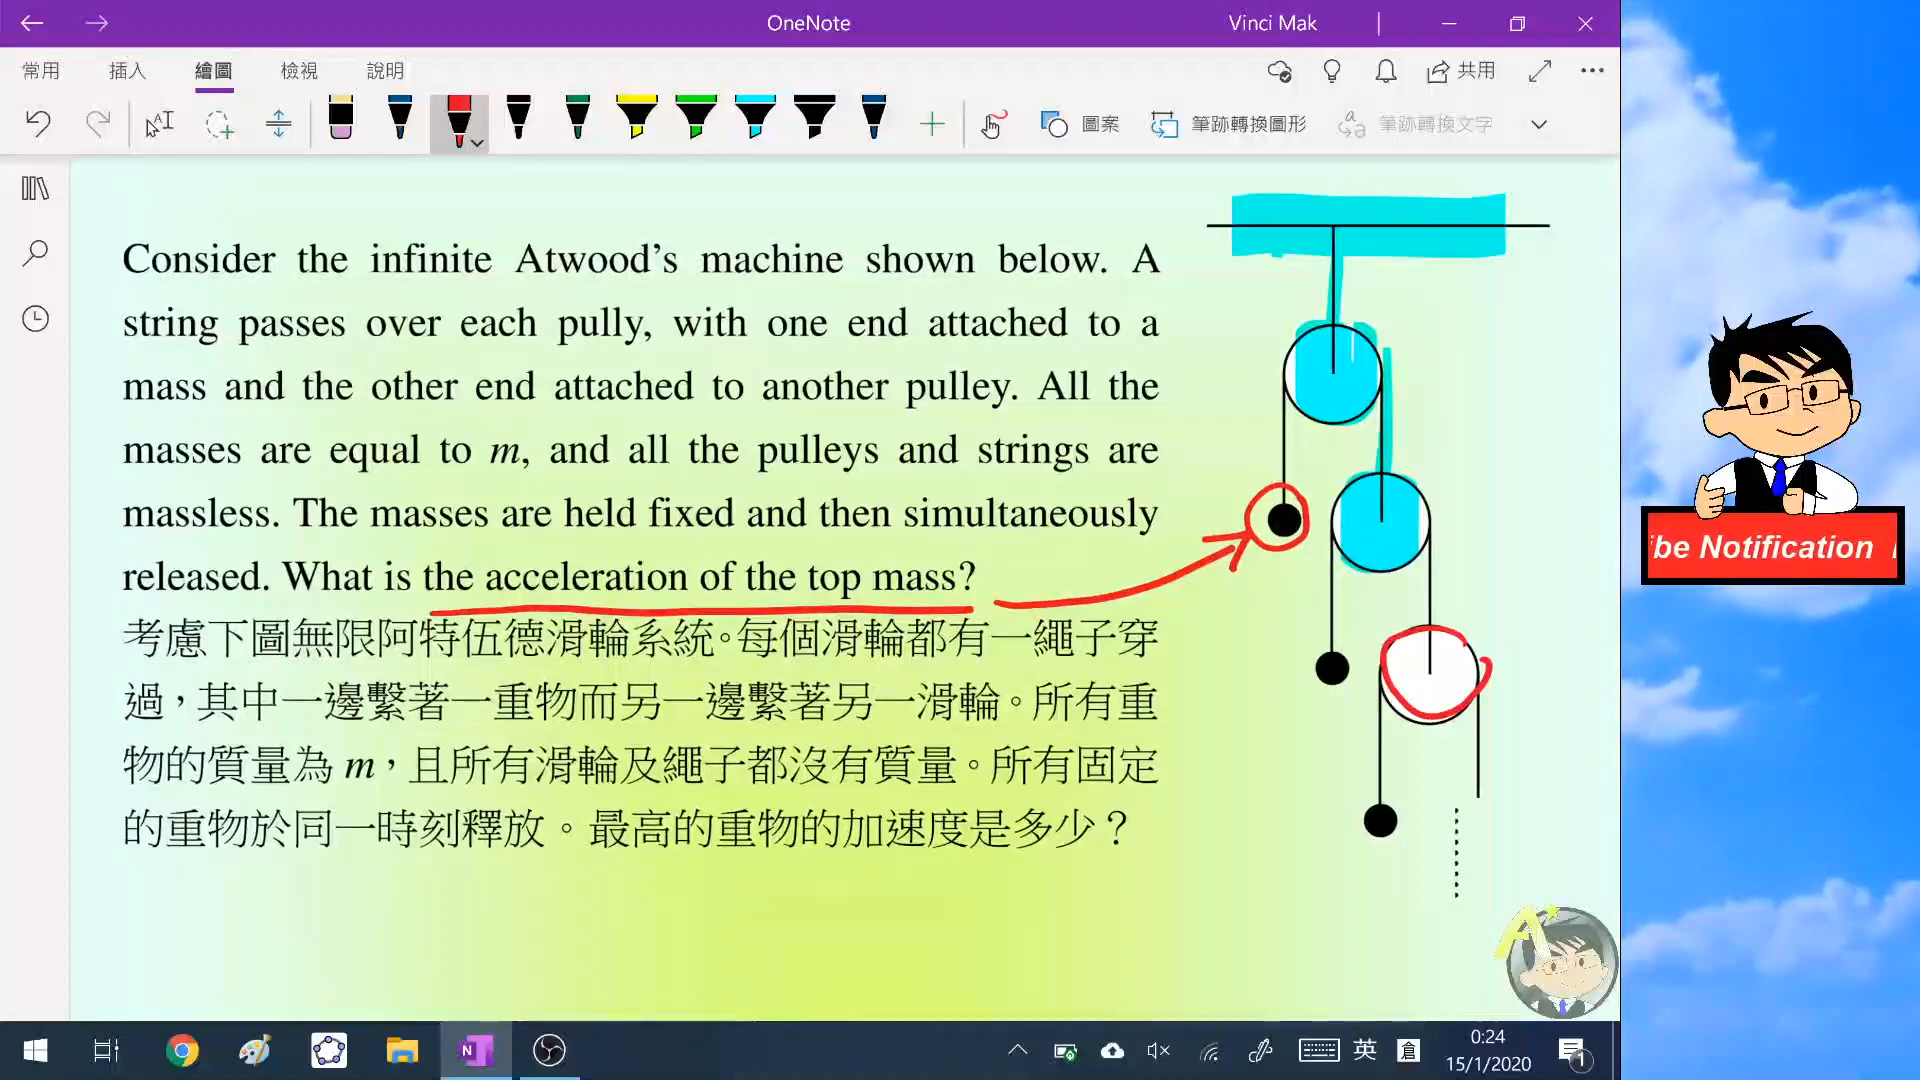 OneNote
Vinci Mak
常用 插入 繪圖 檢視 說明
共用
圖案
筆跡轉換圖形
筆跡轉換文字
Consider the infinite Atwood’s machine shown below. A
string passes over each pully, with one end attached to a
mass and the other end attached to another pulley. All the
masses are equal to m, and all the pulleys and strings are
massless. The masses are held fixed and then simultaneously
released. What is the acceleration of the top mass?
考慮下圖無限阿特伍德滑輪系統。每個滑輪都有一繩子穿
過，其中一邊繫著一重物而另一邊繫著另一滑輪。所有重
物的質量為 m，且所有滑輪及繩子都沒有質量。所有固定
的重物於同一時刻釋放。最高的重物的加速度是多少？
be Notification
A
英
倉
0:24
15/1/2020
1